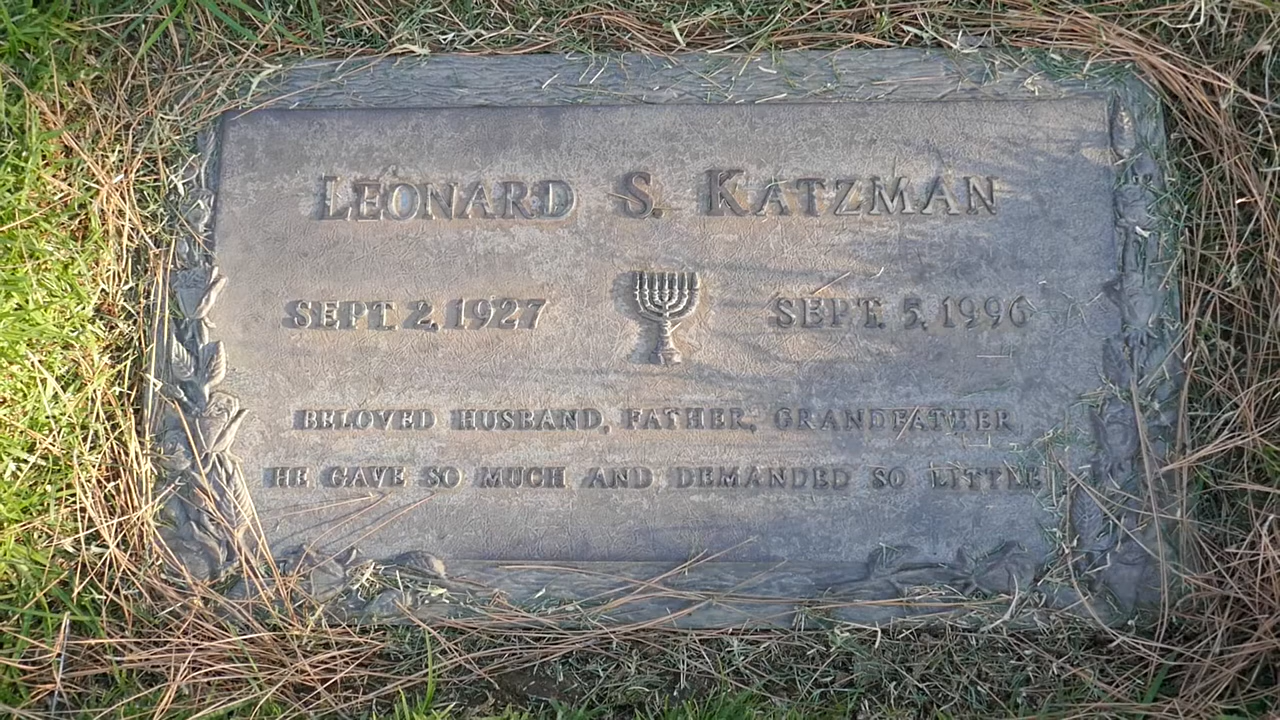 LEONARD S. KATZMAN
SEPT. 2, 1927 SEPT. 5, 1996
BELOVED HUSBAND, FATHER, GRANDFATHER
HE GAVE SO MUCH AND DEMANDED SO LITTLE